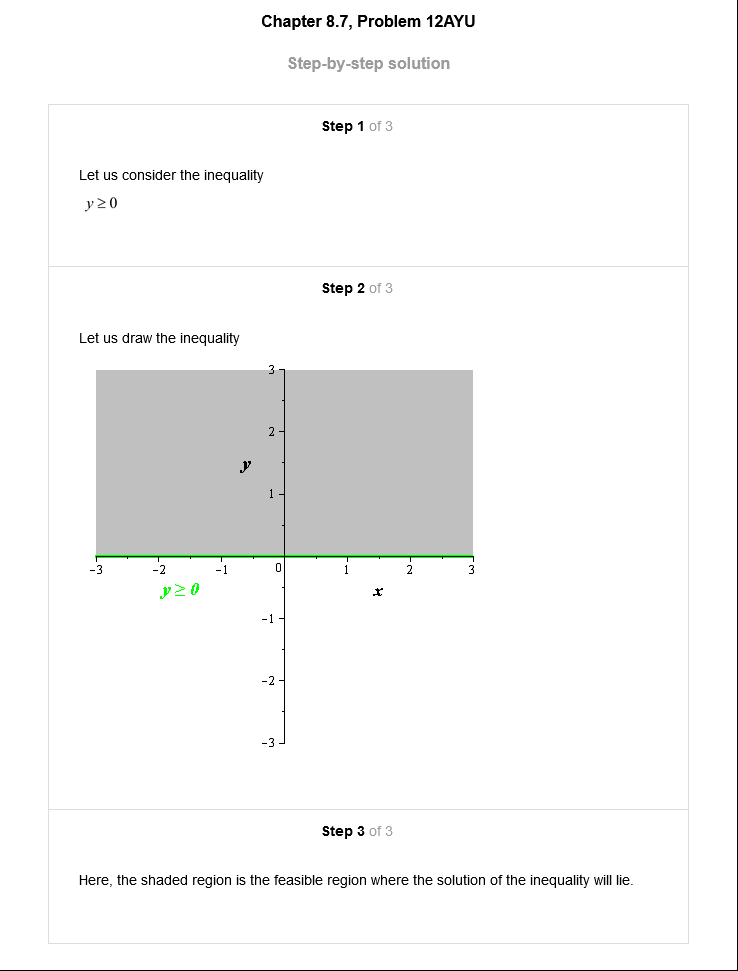 Chapter 8.7, Problem 12AYU
Step-by-step solution
Step 1 of 3
Let us consider the inequality
y ≥ 0
Step 2 of 3
Let us draw the inequality
3
2
y
1
−3 −2 −1 0 1 2 3
y ≥ 0 x
−1
−2
−3
Step 3 of 3
Here, the shaded region is the feasible region where the solution of the inequality will lie.